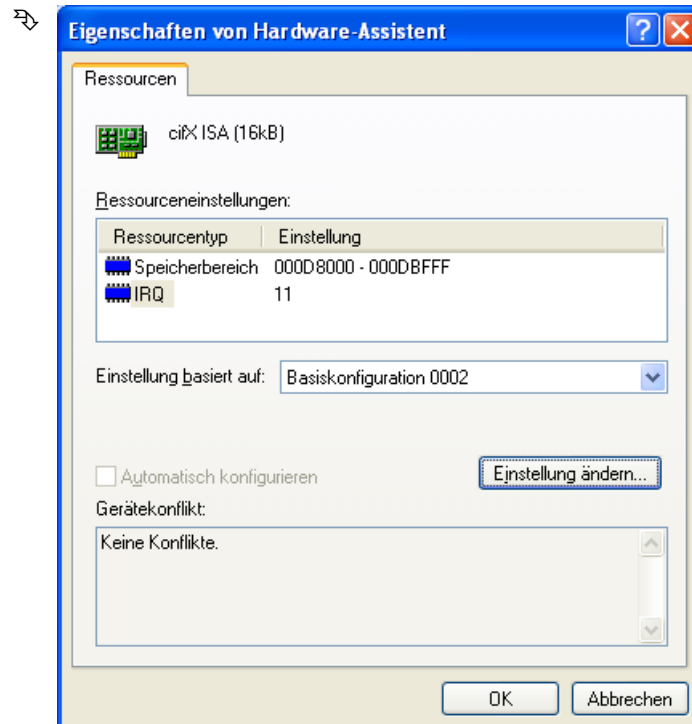 Eigenschaften von Hardware-Assistent
Ressourcen
cifX ISA (16kB)
Ressourceneinstellungen:
Ressourcentyp Einstellung
Speicherbereich 000D8000 - 000DBFFF
IRQ 11
Einstellung basiert auf: Basiskonfiguration 0002
Automatisch konfigurieren Einstellung ändern...
Gerätekonflikt:
Keine Konflikte.
OK Abbrechen